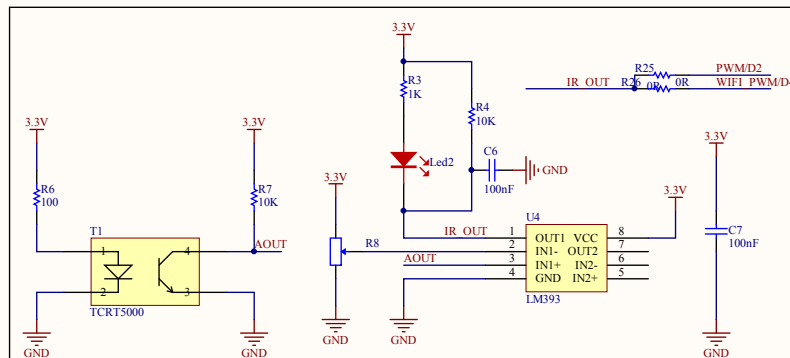 3.3V
R3
1K
R4
10K
Led2
C6
100nF
GND
R25
0R
PWM/D2
IR_OUT
R26
0R
WIFI_PWM/D4
3.3V
R6
100
3.3V
R7
10K
T1
1
2
4
3
AOUT
TCRT5000
GND
GND
3.3V
R8
GND
IR_OUT
AOUT
GND
U4
1 OUT1 VCC 8
2 IN1- OUT2 7
3 IN1+ IN2- 6
4 GND IN2+ 5
LM393
3.3V
3.3V
C7
100nF
GND